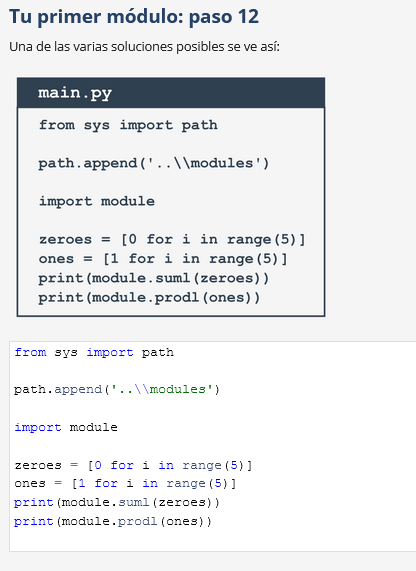 Tu primer módulo: paso 12
Una de las varias soluciones posibles se ve así:
main.py
from sys import path
path.append('..\\modules')
import module
zeroes = [0 for i in range(5)]
ones = [1 for i in range(5)]
print(module.suml(zeroes))
print(module.prodl(ones))
from sys import path
path.append('..\\modules')
import module
zeroes = [0 for i in range(5)]
ones = [1 for i in range(5)]
print(module.suml(zeroes))
print(module.prodl(ones))